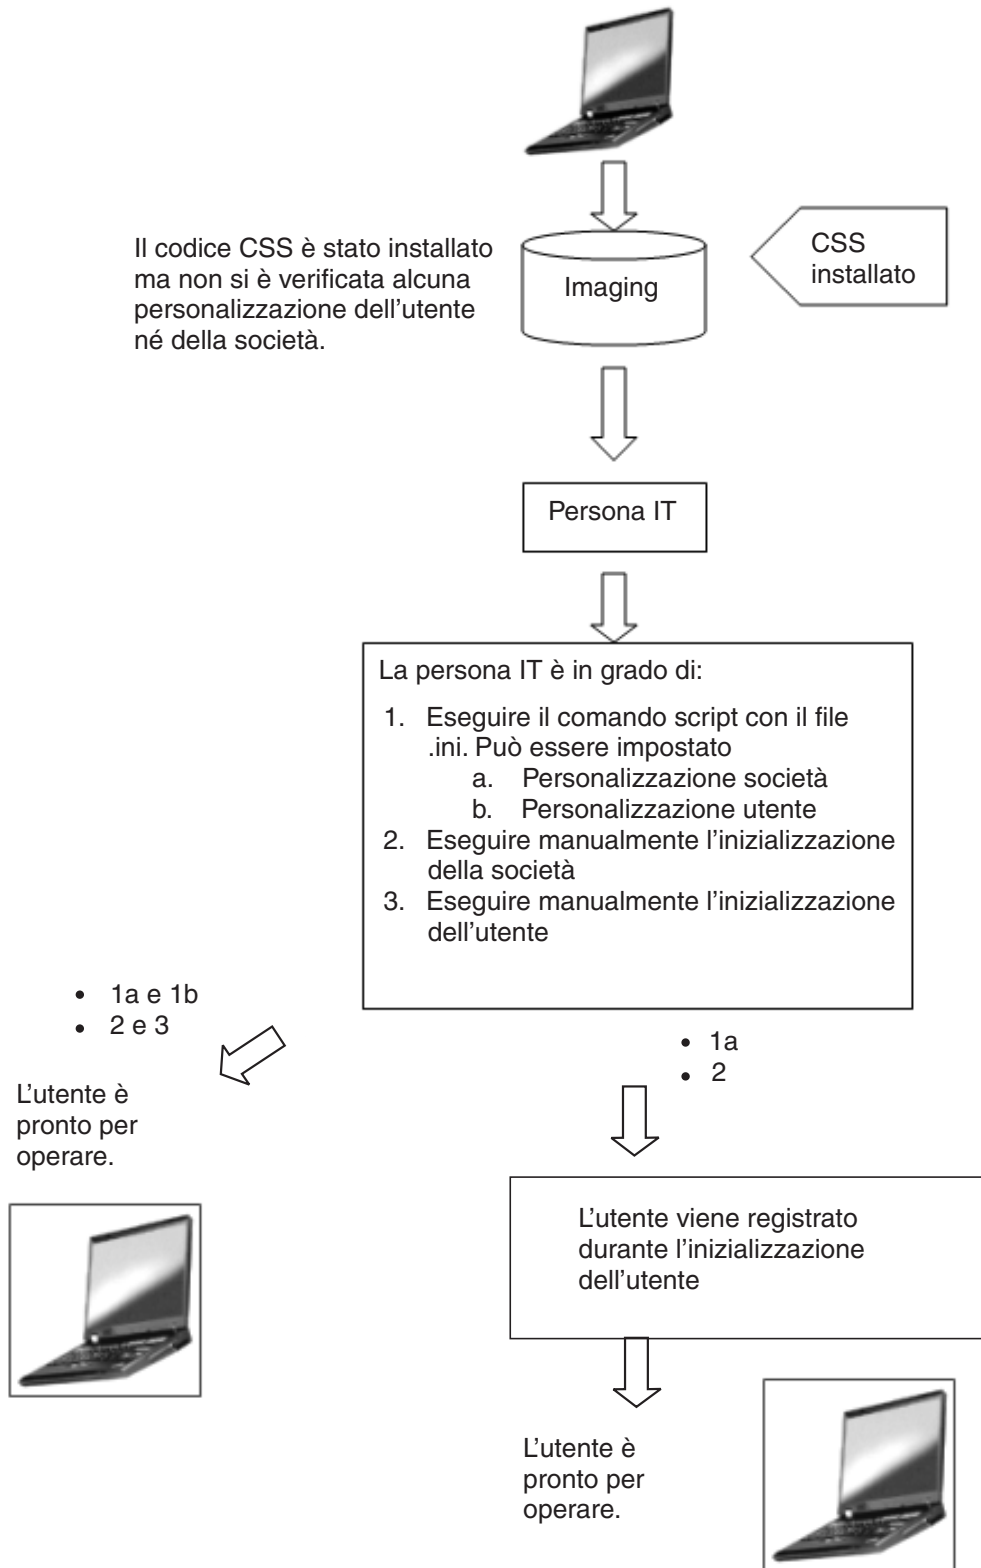 Il codice CSS è stato installato
ma non si è verificata alcuna
personalizzazione dell’utente
né della società.
Imaging
CSS
installato
Persona IT
La persona IT è in grado di:
1. Eseguire il comando script con il file
.ini. Può essere impostato
a. Personalizzazione società
b. Personalizzazione utente
2. Eseguire manualmente l’inizializzazione
della società
3. Eseguire manualmente l’inizializzazione
dell’utente
• 1a e 1b
• 2 e 3
L’utente è
pronto per
operare.
• 1a
• 2
L’utente viene registrato
durante l’inizializzazione
dell’utente
L’utente è
pronto per
operare.